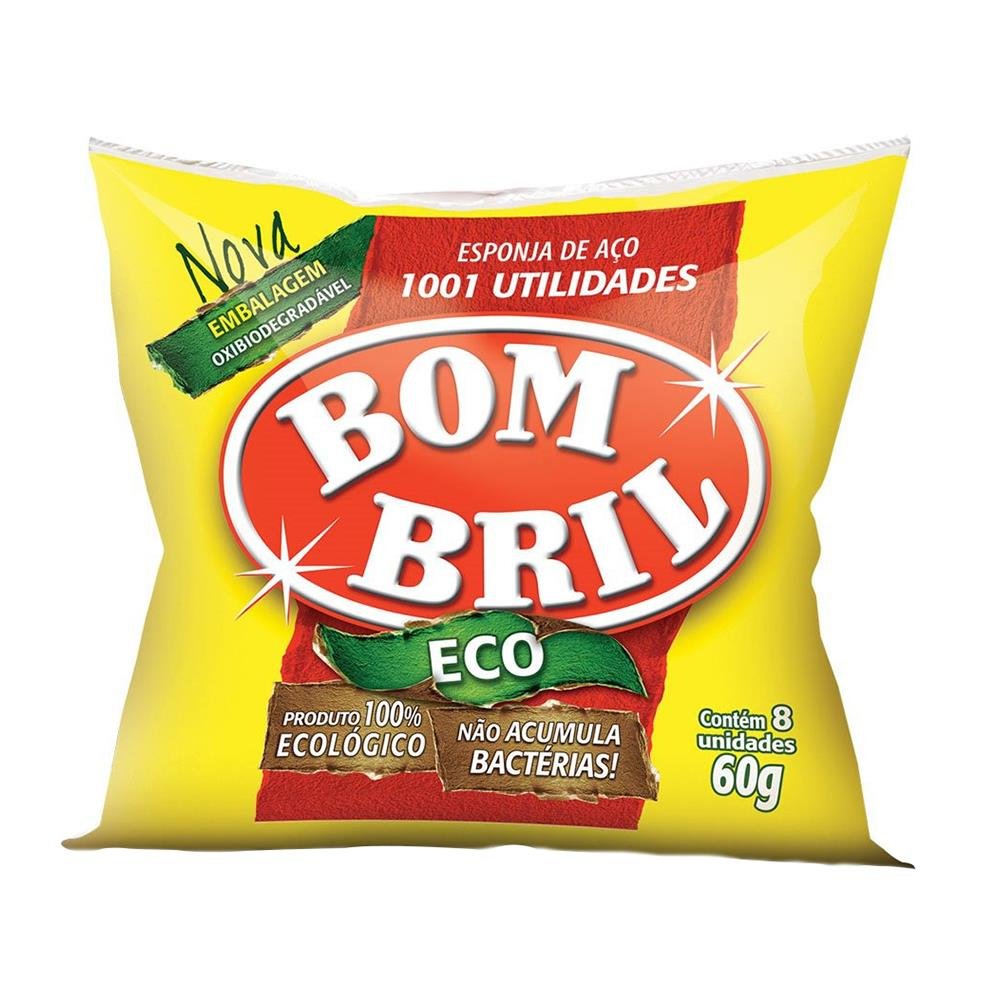 Nova
EMBALAGEM
OXIBIODEGRADÁVEL
ESPONJA DE AÇO
1001 UTILIDADES
BOM
BRIL
ECO
PRODUTO 100%
ECOLÓGICO
NÃO ACUMULA
BACTÉRIAS!
Contém 8
unidades
60g